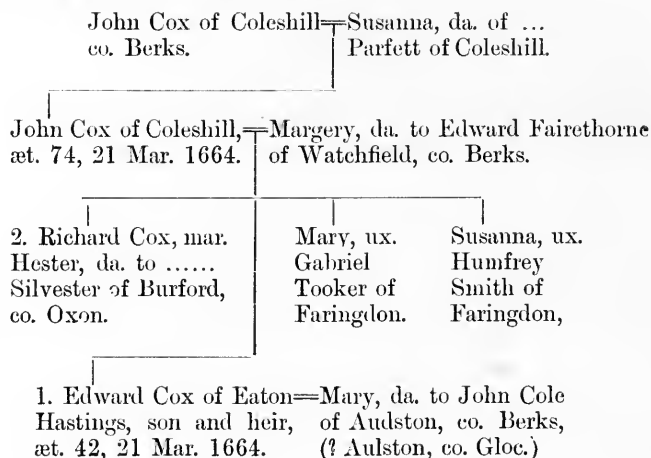 John Cox of Coleshill
co. Berks.
Susanna, da. of ...
Parfett of Coleshill.
John Cox of Coleshill,
æt. 74, 21 Mar. 1664.
Margery, da. to Edward Fairethorne
of Watchfield, co. Berks.
2. Richard Cox, mar.
Hester, da. to ......
Silvester of Burford,
co. Oxon.
Mary, ux.
Gabriel
Tooker of
Faringdon.
Susanna, ux.
Humfrey
Smith of
Faringdon,
1. Edward Cox of Eaton
Hastings, son and heir,
æt. 42, 21 Mar. 1664.
Mary, da. to John Cole
of Audston, co. Berks,
(? Aulston, co. Gloc.)